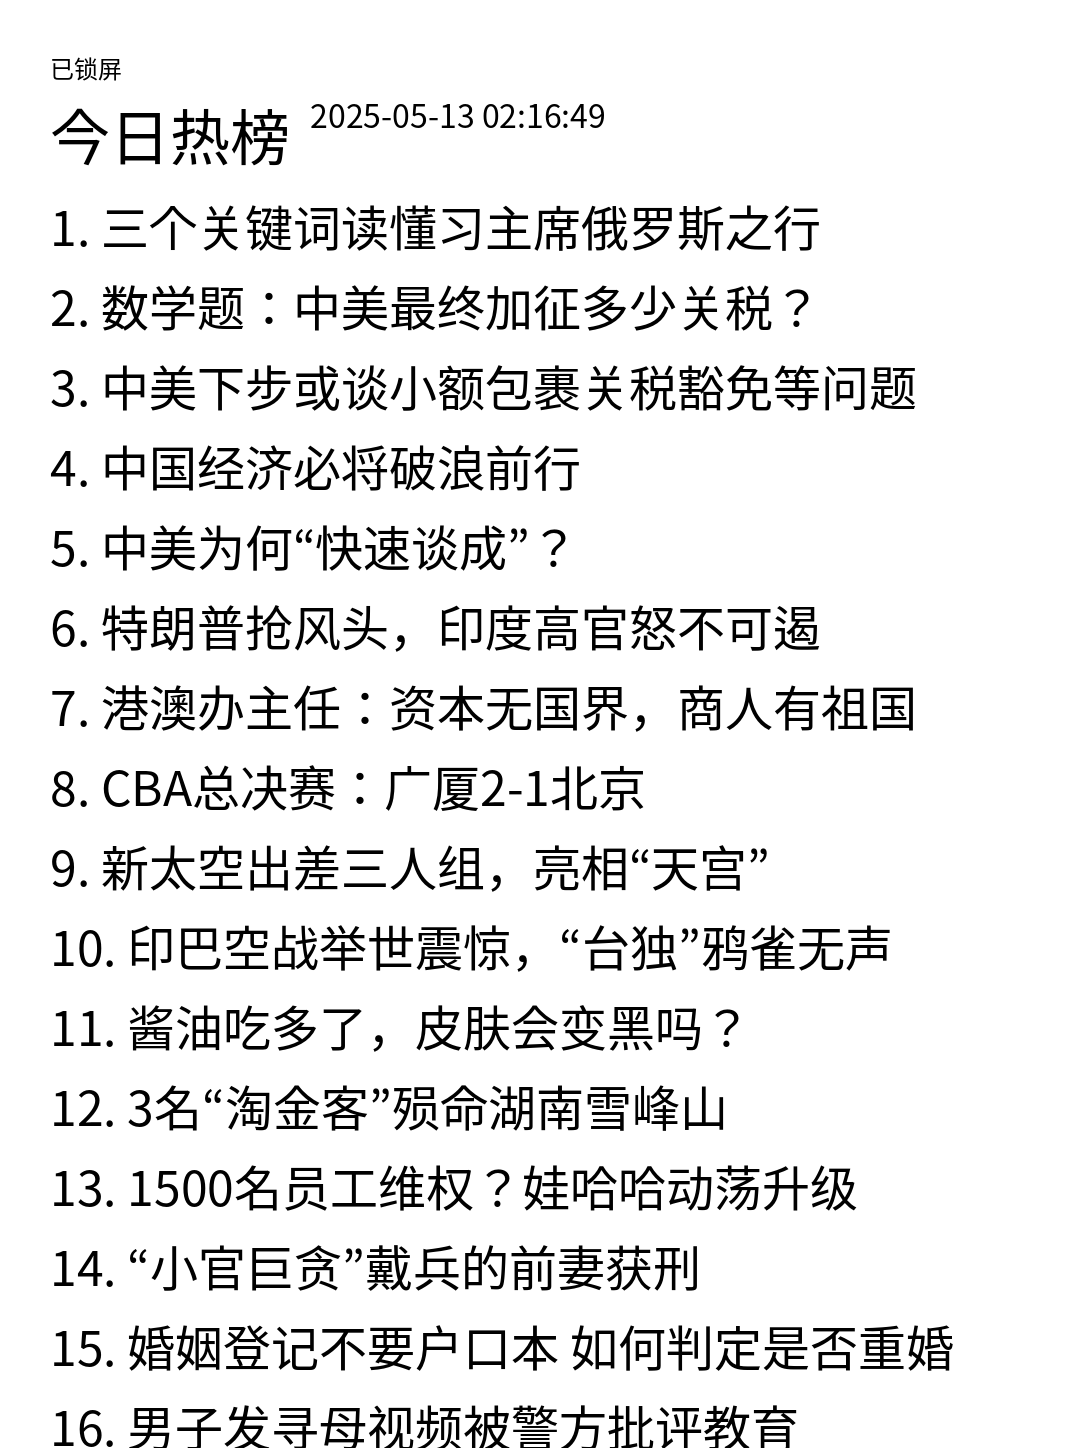 已锁屏
今日热榜 2025-05-13 02:16:49
1. 三个关键词读懂习主席俄罗斯之行
2. 数学题：中美最终加征多少关税？
3. 中美下步或谈小额包裹关税豁免等问题
4. 中国经济必将破浪前行
5. 中美为何“快速谈成”？
6. 特朗普抢风头，印度高官怒不可遏
7. 港澳办主任：资本无国界，商人有祖国
8. CBA总决赛：广厦2-1北京
9. 新太空出差三人组，亮相“天宫”
10. 印巴空战举世震惊，“台独”鸦雀无声
11. 酱油吃多了，皮肤会变黑吗？
12. 3名“淘金客”殒命湖南雪峰山
13. 1500名员工维权？娃哈哈动荡升级
14. “小官巨贪”戴兵的前妻获刑
15. 婚姻登记不要户口本 如何判定是否重婚
16. 男子发寻母视频被警方批评教育